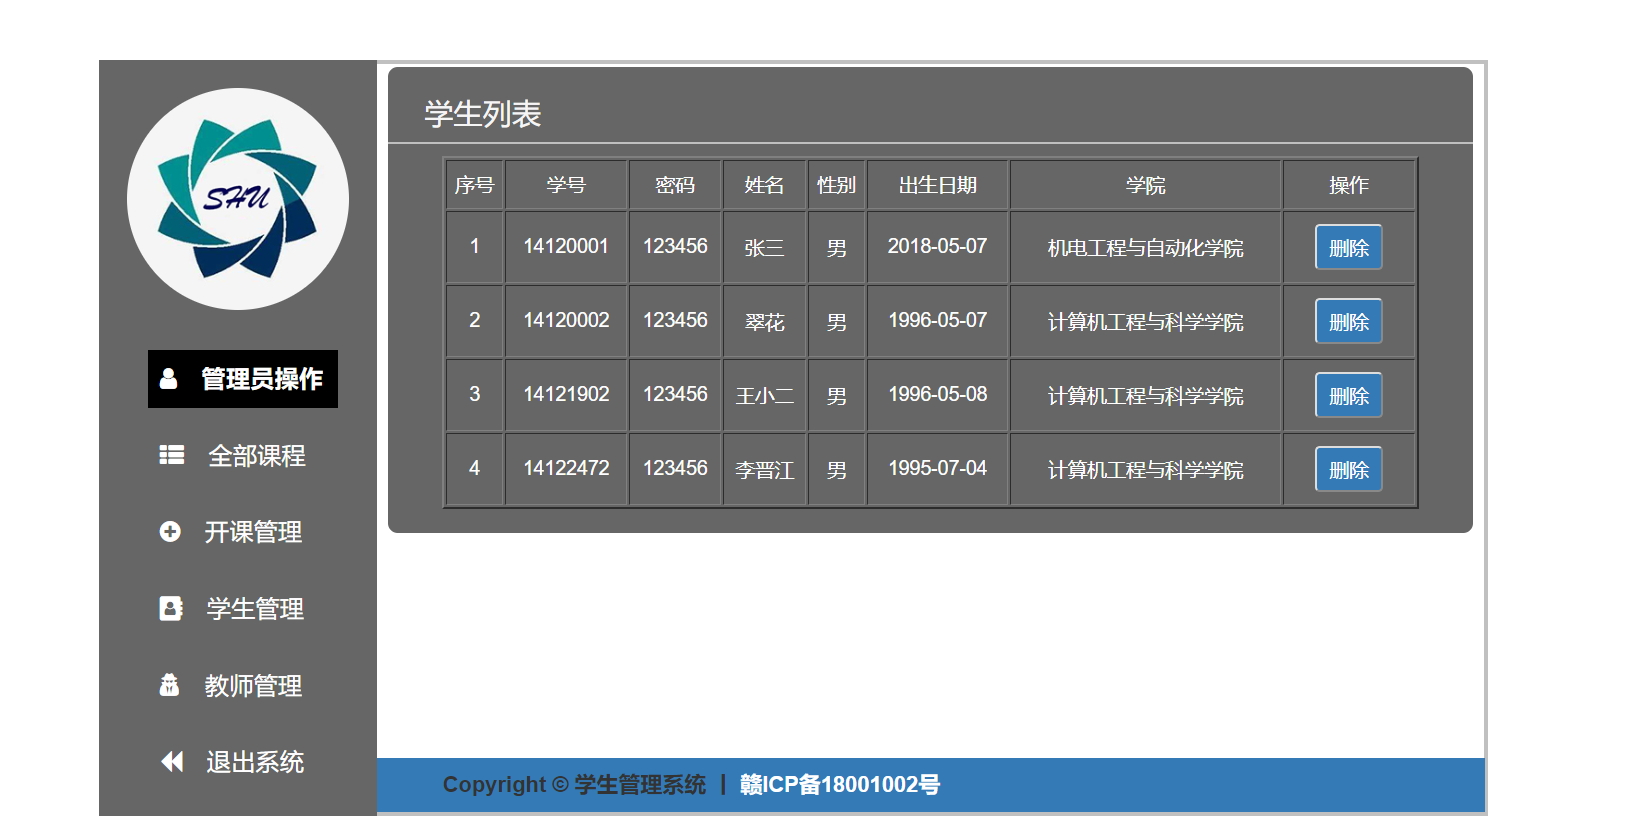 SHU
管理员操作
全部课程
开课管理
学生管理
教师管理
退出系统
学生列表
序号 学号 密码 姓名 性别 出生日期 学院 操作
1 14120001 123456 张三 男 2018-05-07 机电工程与自动化学院 删除
2 14120002 123456 翠花 男 1996-05-07 计算机工程与科学学院 删除
3 14121902 123456 王小二 男 1996-05-08 计算机工程与科学学院 删除
4 14122472 123456 李晋江 男 1995-07-04 计算机工程与科学学院 删除
Copyright © 学生管理系统 | 赣ICP备18001002号